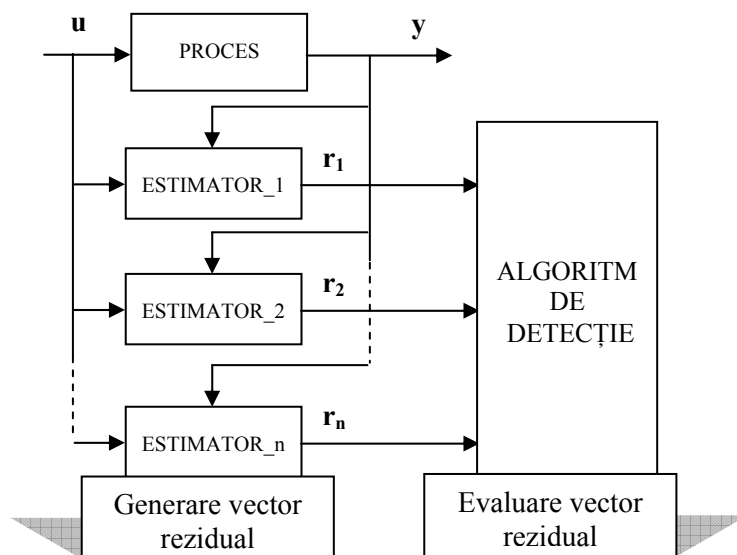 u
y
PROCES
r1
ESTIMATOR_1
r2
ESTIMATOR_2
ALGORITM
DE
DETECȚIE
rn
ESTIMATOR_n
Generare vector
rezidual
Evaluare vector
rezidual